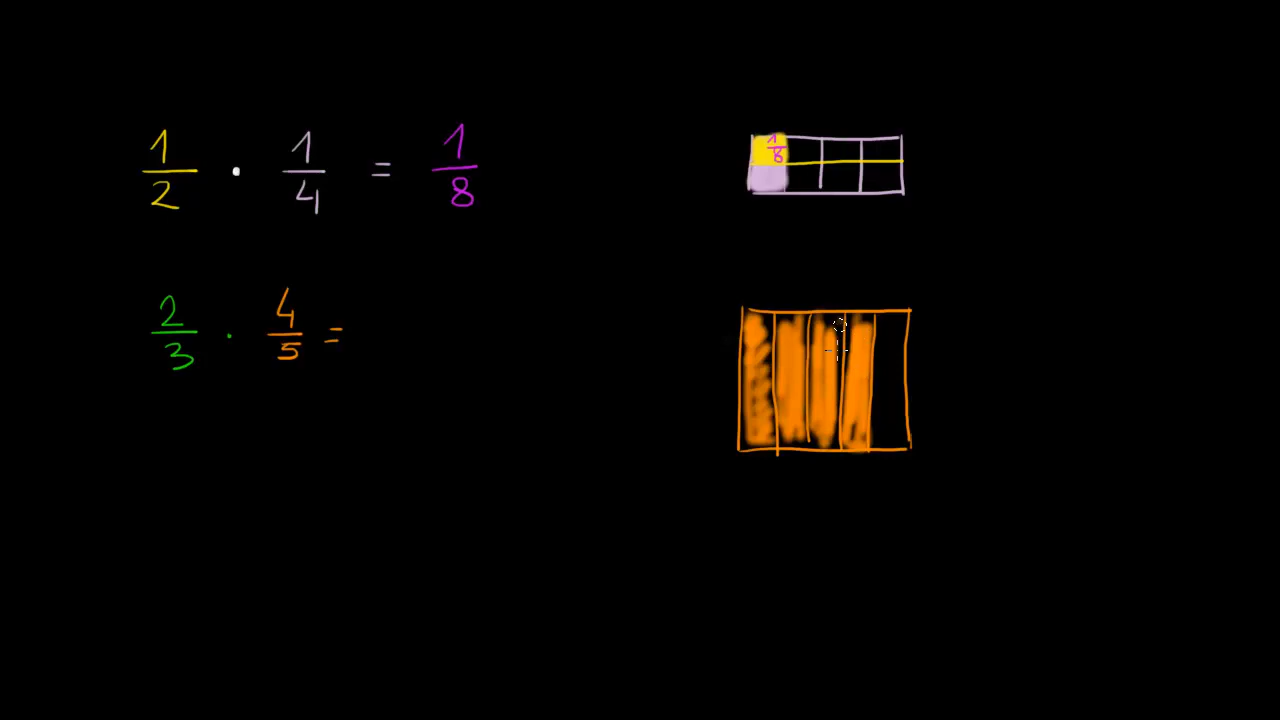 1/2 · 1/4 = 1/8
1/8
2/3 · 4/5 =